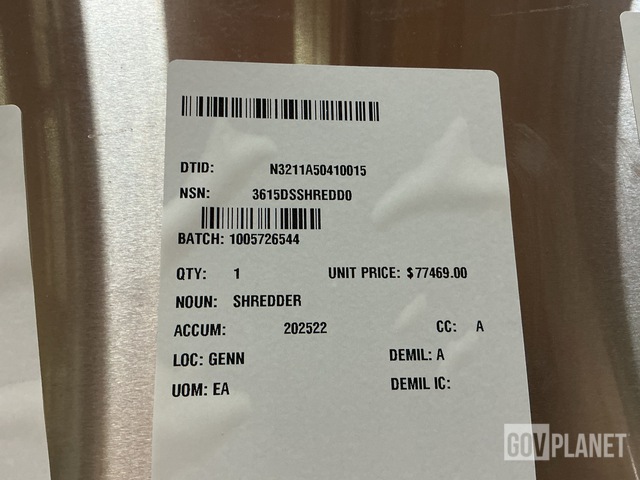 DTID: N3211A50410015
NSN: 3615DSSHREDD0
BATCH: 1005726544
QTY: 1 UNIT PRICE: $77469.00
NOUN: SHREDDER
ACCUM: 202522 CC: A
LOC: GENN DEMIL: A
UOM: EA DEMIL IC:
GOVPLANET